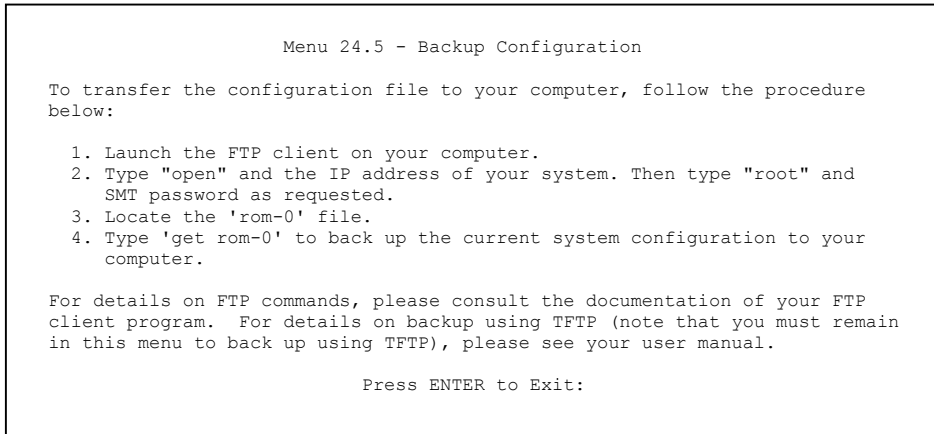 Menu 24.5 - Backup Configuration
To transfer the configuration file to your computer, follow the procedure
below:
1. Launch the FTP client on your computer.
2. Type "open" and the IP address of your system. Then type "root" and
SMT password as requested.
3. Locate the 'rom-0' file.
4. Type 'get rom-0' to back up the current system configuration to your
computer.
For details on FTP commands, please consult the documentation of your FTP
client program.  For details on backup using TFTP (note that you must remain
in this menu to back up using TFTP), please see your user manual.
Press ENTER to Exit: